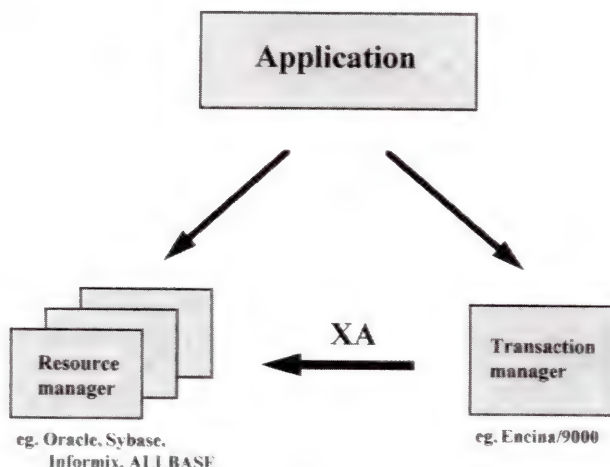 Application
XA
Resource
manager
Transaction
manager
eg. Oracle, Sybase,
Informix, ALLBASE
eg. Encina/9000